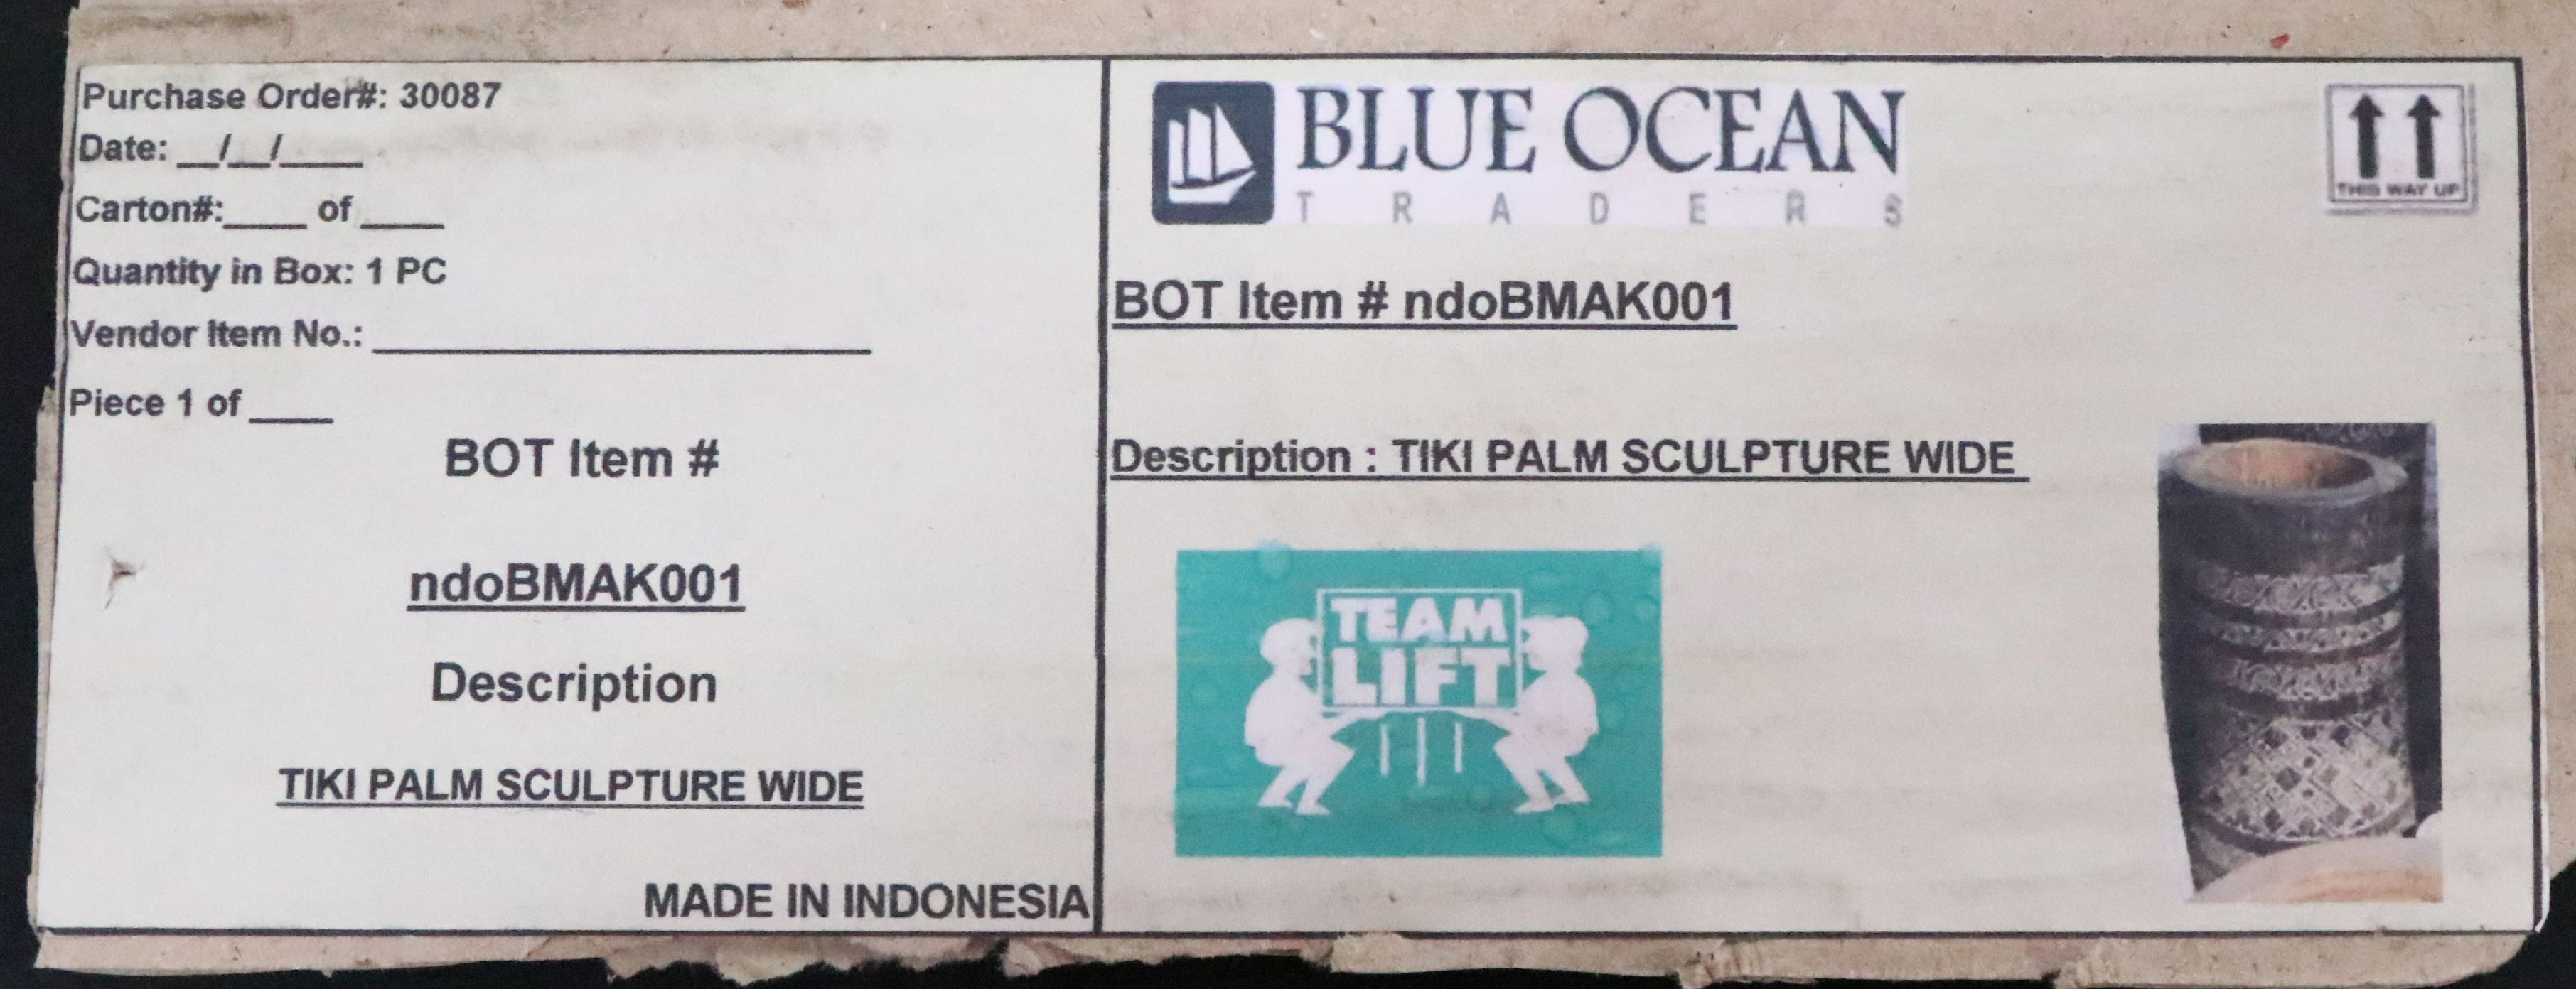 Purchase Order#: 30087
Date: __/__/____
Carton#:____ of ____
Quantity in Box: 1 PC
Vendor Item No.: ________________________
Piece 1 of ____
BOT Item #
ndoBMAK001
Description
TIKI PALM SCULPTURE WIDE
MADE IN INDONESIA
BLUE OCEAN
TRADERS
THIS WAY UP
BOT Item # ndoBMAK001
Description : TIKI PALM SCULPTURE WIDE
TEAM
LIFT